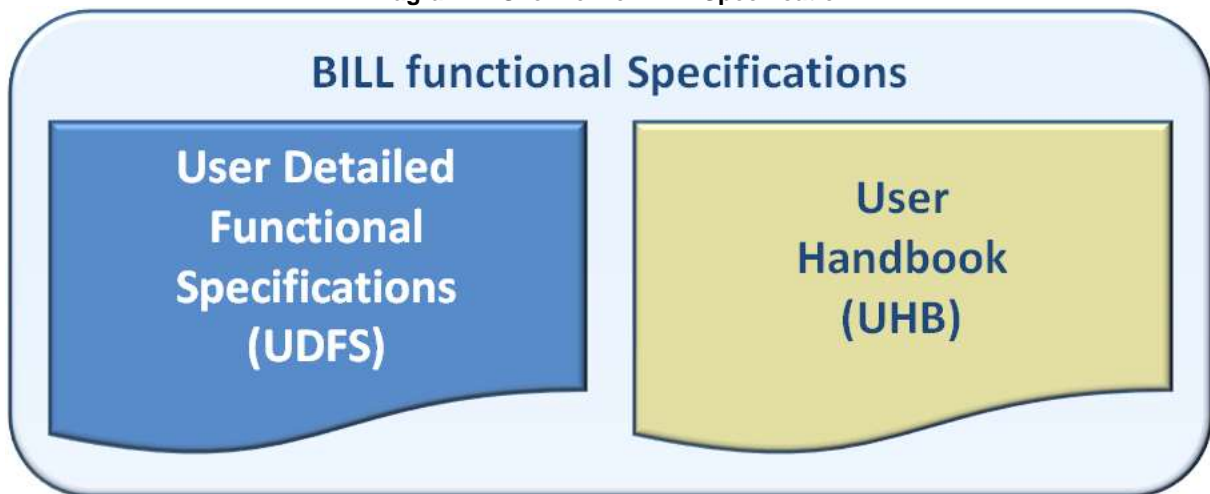 BILL functional Specifications
User Detailed
Functional
Specifications
(UDFS)
User
Handbook
(UHB)